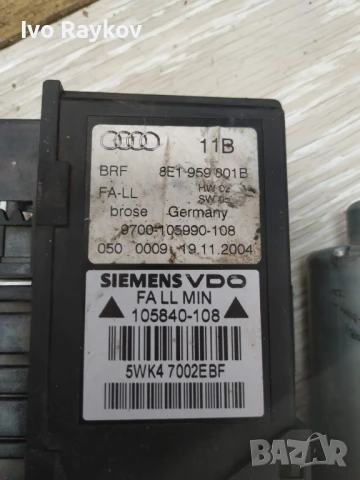 Ivo Raykov
11B
BRF 8E1 959 801B
FA-LL HW 02
SW 05
brose Germany
9700-105990-108
050 0009 19.11.2004
SIEMENS VDO
FA LL MIN
105840-108
5WK4 7002EBF
BAZAR